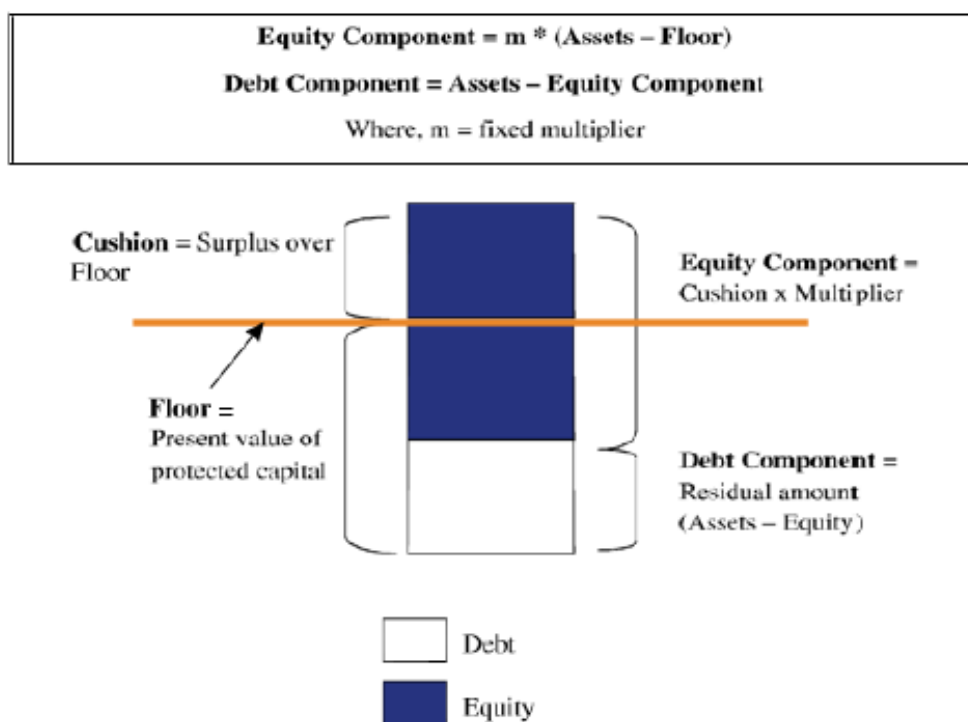 Equity Component = m * (Assets – Floor)
Debt Component = Assets – Equity Component
Where, m = fixed multiplier
Cushion = Surplus over
Floor
Equity Component =
Cushion x Multiplier
Floor =
Present value of
protected capital
Debt Component =
Residual amount
(Assets – Equity)
Debt
Equity